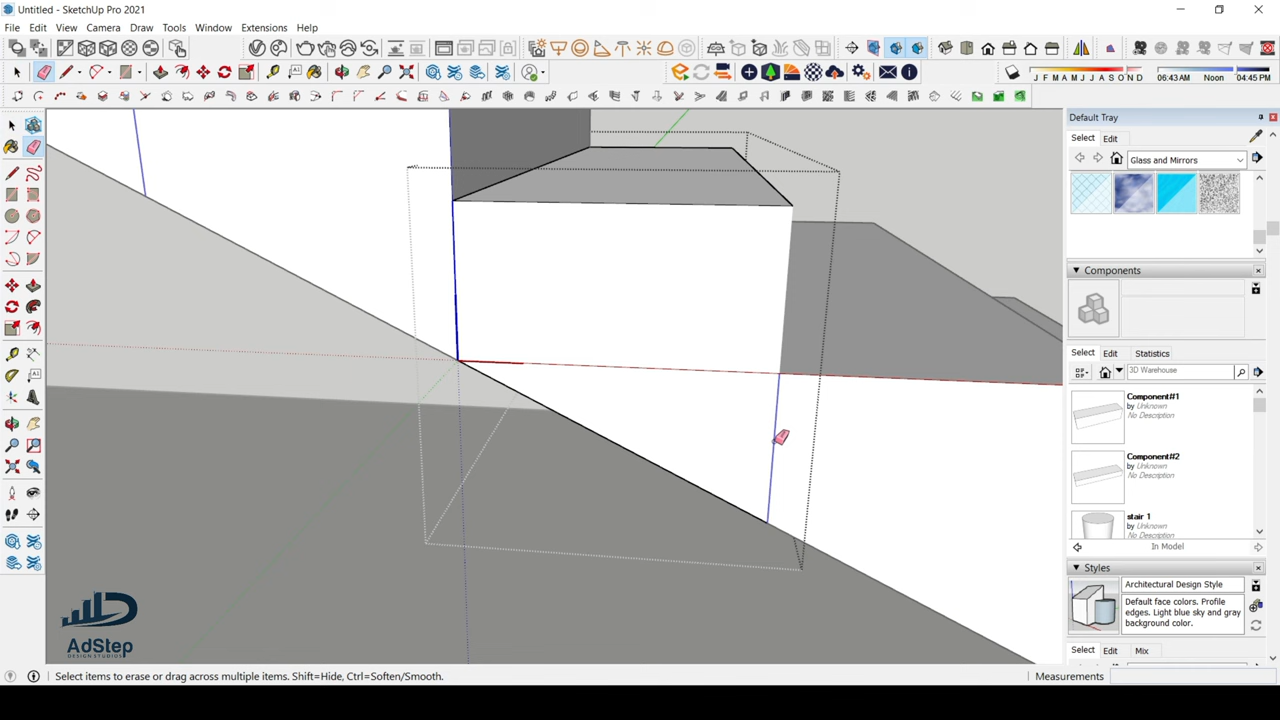 Untitled - SketchUp Pro 2021
File Edit View Camera Draw Tools Window Extensions Help
J F M A M J J A S O N D
06:43 AM Noon 04:45 PM
Default Tray
Select Edit
Glass and Mirrors
Components
Select Edit Statistics
3D Warehouse
Component#1
by Unknown
No Description
Component#2
by Unknown
No Description
stair 1
by Unknown
No Description
In Model
Styles
Architectural Design Style
Default face colors. Profile
edges. Light blue sky and gray
background color.
Select Edit Mix
AdStep
DESIGN STUDIOS
Select items to erase or drag across multiple items. Shift=Hide, Ctrl=Soften/Smooth.
Measurements